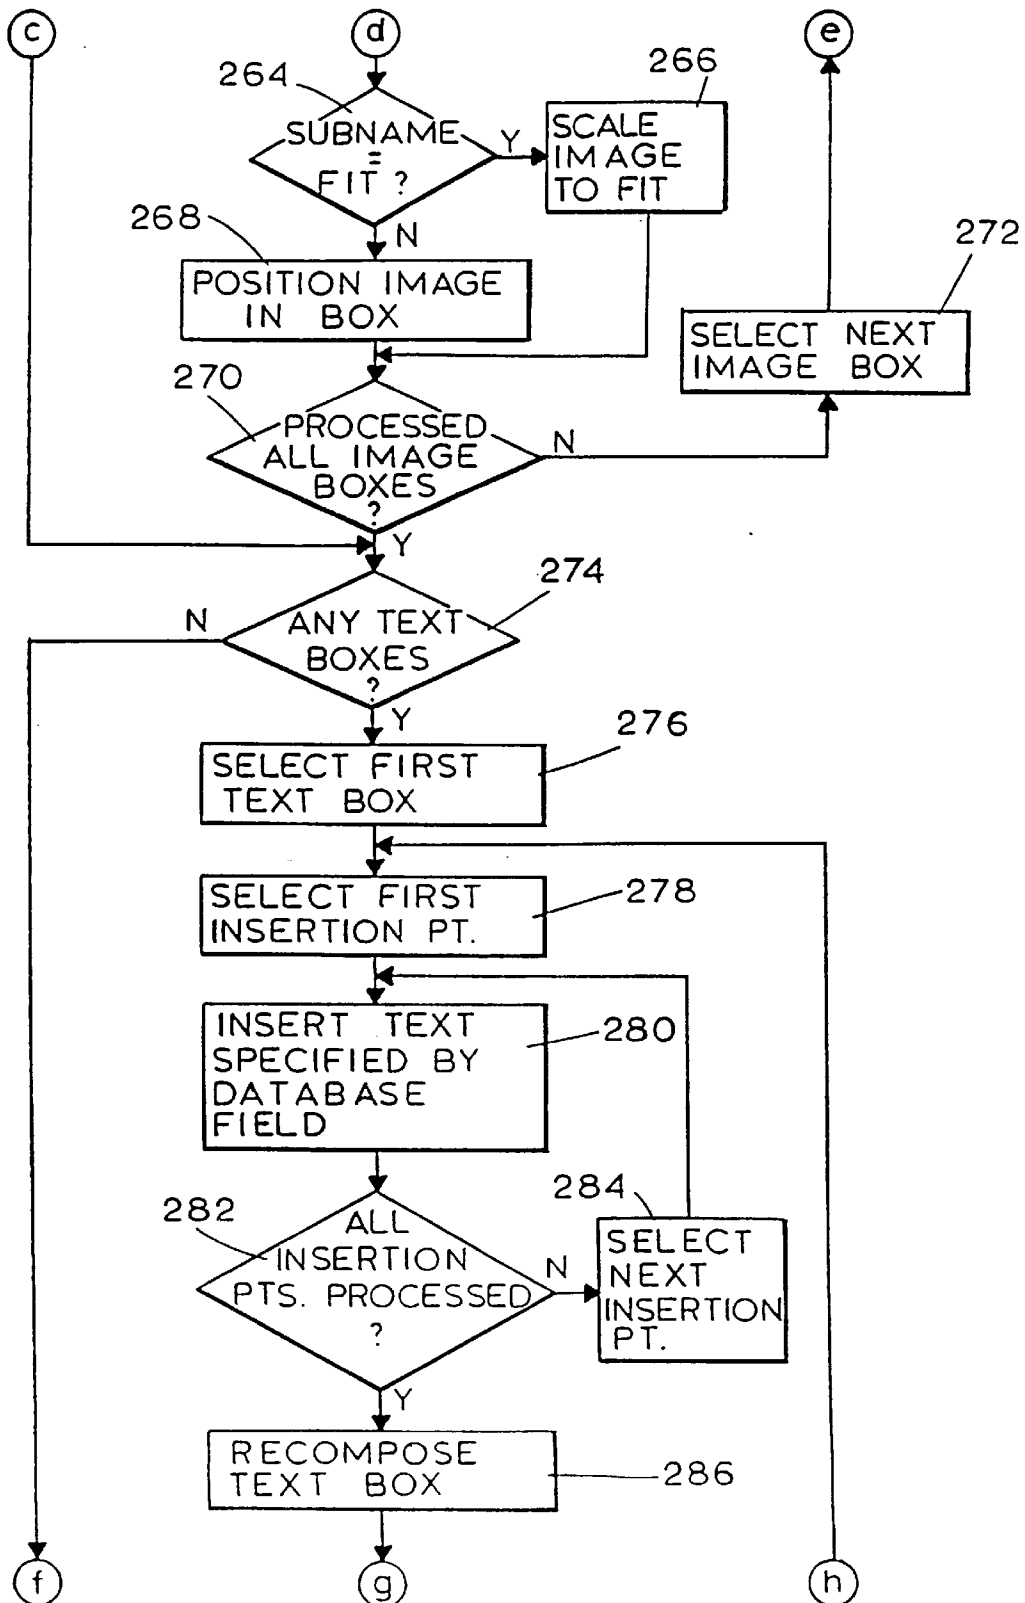 c
d
e
264
SUBNAME
=
FIT ?
Y
266
SCALE
IMAGE
TO FIT
N
268
POSITION IMAGE
IN BOX
272
SELECT NEXT
IMAGE BOX
270
PROCESSED
ALL IMAGE
BOXES
?
N
Y
274
ANY TEXT
BOXES
?
N
Y
276
SELECT FIRST
TEXT BOX
278
SELECT FIRST
INSERTION PT.
280
INSERT TEXT
SPECIFIED BY
DATABASE
FIELD
282
ALL
INSERTION
PTS. PROCESSED
?
N
284
SELECT
NEXT
INSERTION
PT.
Y
RECOMPOSE
TEXT BOX
286
f
g
h